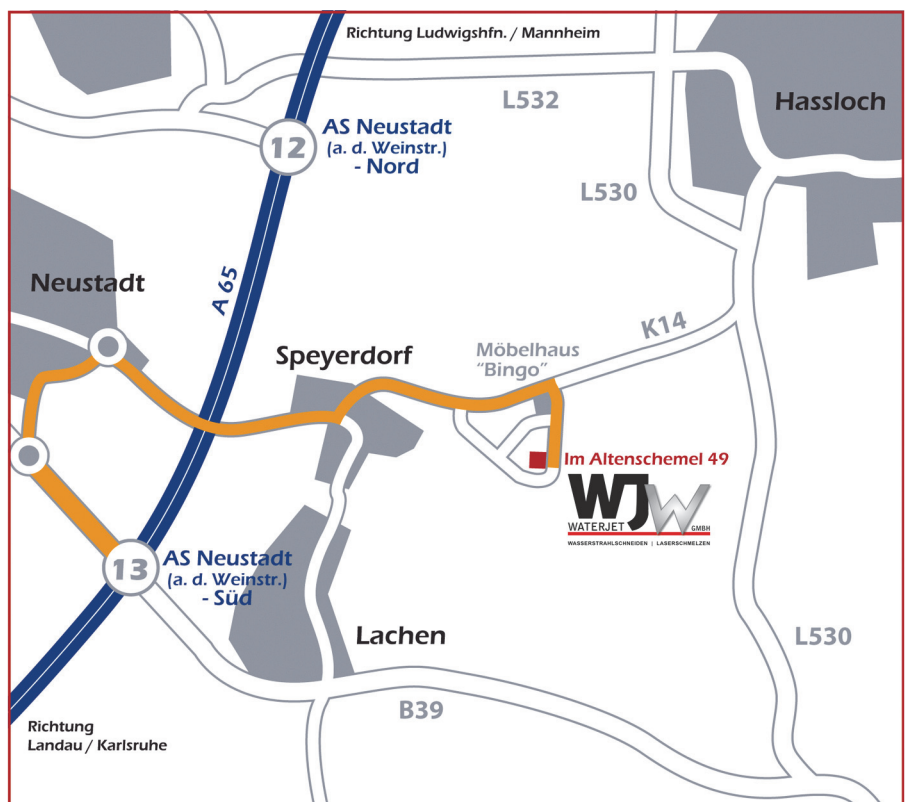 Richtung Ludwigshfn. / Mannheim
L532
Hassloch
12
AS Neustadt
(a. d. Weinstr.)
- Nord
L530
Neustadt
A 65
K14
Speyerdorf
Möbelhaus
"Bingo"
Im Altenschemel 49
WJW
WATERJET
GMBH
WASSERSTRAHLSCHNEIDEN | LASERSCHMELZEN
13
AS Neustadt
(a. d. Weinstr.)
- Süd
Lachen
L530
B39
Richtung
Landau / Karlsruhe